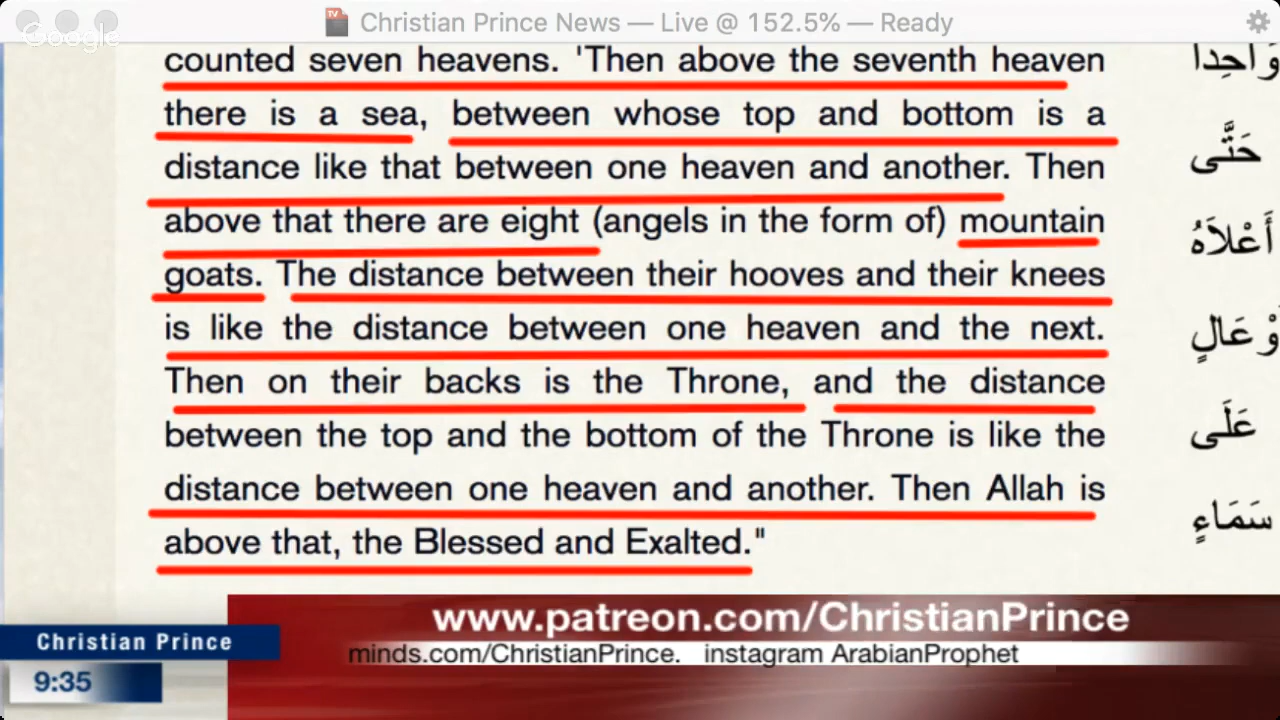 Christian Prince News — Live @ 152.5% — Ready
Google
counted seven heavens. 'Then above the seventh heaven
there is a sea, between whose top and bottom is a
distance like that between one heaven and another. Then
above that there are eight (angels in the form of) mountain
goats. The distance between their hooves and their knees
is like the distance between one heaven and the next.
Then on their backs is the Throne, and the distance
between the top and the bottom of the Throne is like the
distance between one heaven and another. Then Allah is
above that, the Blessed and Exalted."
حَتَّى
أَعْلَاهُ
عَلَى
سَمَاءٍ
www.patreon.com/ChristianPrince
Christian Prince
minds.com/ChristianPrince. instagram ArabianProphet
9:35